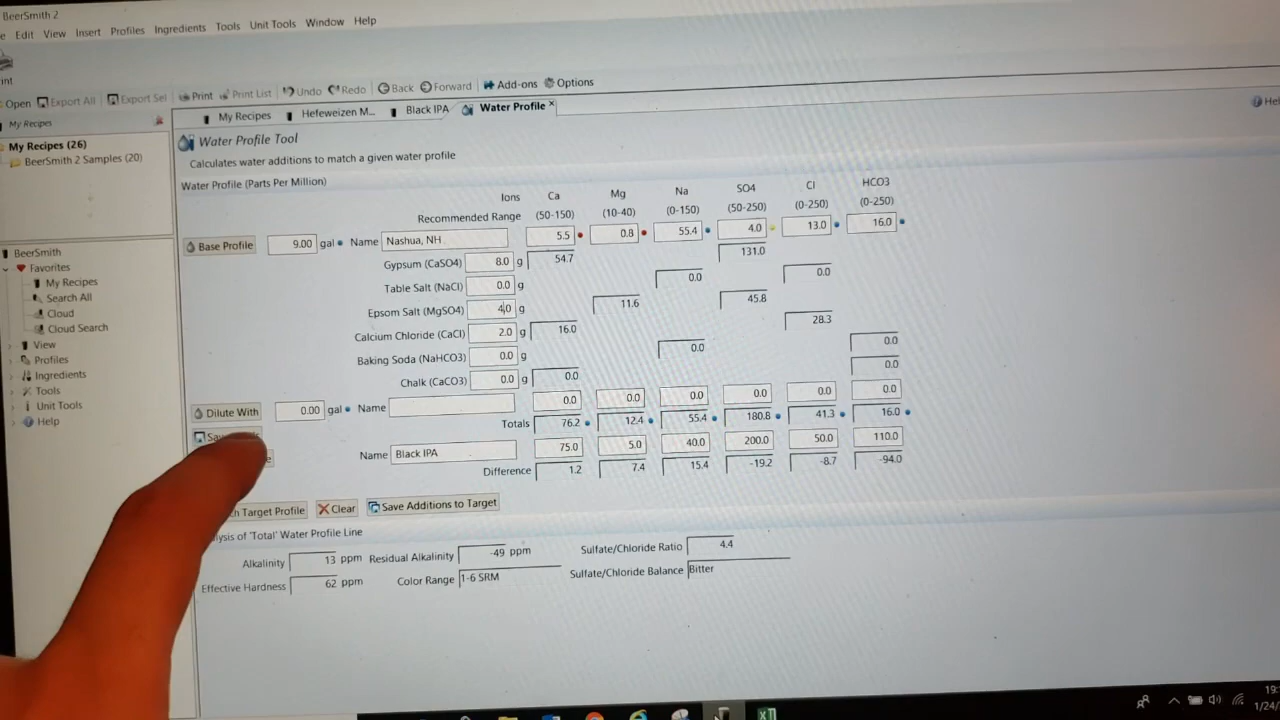 BeerSmith 2
Edit View Insert Profiles Ingredients Tools Unit Tools Window Help
int
Open Export All Export Sel Print Print List Undo Redo Back Forward Add-ons Options
My Recipes
My Recipes Hefeweizen M... Black IPA Water Profile
My Recipes (26)
BeerSmith 2 Samples (20)
BeerSmith
Favorites
My Recipes
Search All
Cloud
Cloud Search
View
Profiles
Ingredients
Tools
Unit Tools
Help
Water Profile Tool
Calculates water additions to match a given water profile
Water Profile (Parts Per Million)
Ions Ca Mg Na SO4 Cl HCO3
Recommended Range (50-150) (10-40) (0-150) (50-250) (0-250) (0-250)
Base Profile 9.00 gal Name Nashua, NH 5.5 0.8 55.4 4.0 13.0 16.0
Gypsum (CaSO4) 8.0 g 54.7 131.0
Table Salt (NaCl) 0.0 g 0.0 0.0
Epsom Salt (MgSO4) 4.0 g 11.6 45.8
Calcium Chloride (CaCl) 2.0 g 16.0 28.3
Baking Soda (NaHCO3) 0.0 g 0.0 0.0
Chalk (CaCO3) 0.0 g 0.0 0.0
Dilute With 0.00 gal Name 0.0 0.0 0.0 0.0 0.0 0.0
Totals 76.2 12.4 55.4 180.8 41.3 16.0
Name Black IPA 75.0 5.0 40.0 200.0 50.0 110.0
Difference 1.2 7.4 15.4 -19.2 -8.7 -94.0
Target Profile Clear Save Additions to Target
of 'Total' Water Profile Line
Alkalinity 13 ppm Residual Alkalinity -49 ppm Sulfate/Chloride Ratio 4.4
Effective Hardness 62 ppm Color Range 1-6 SRM Sulfate/Chloride Balance Bitter
19:
1/24/